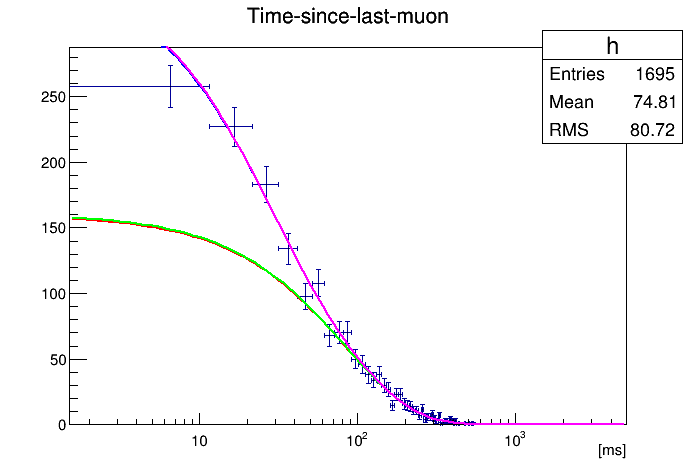 Time-since-last-muon
h
Entries 1695
Mean 74.81
RMS 80.72
250
200
150
100
50
0
10 10² 10³
[ms]